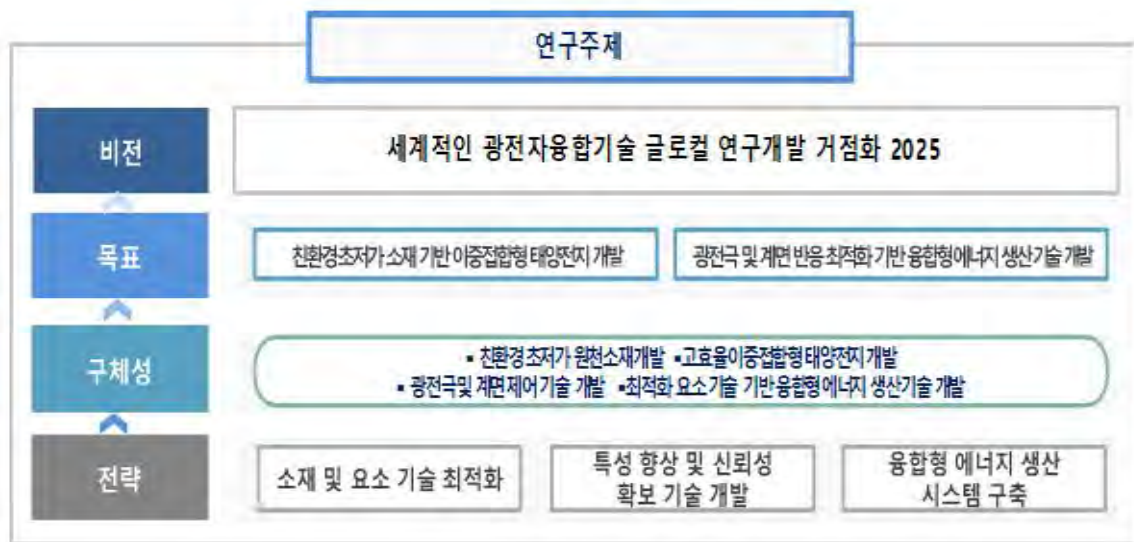 연구주제
비전
세계적인 광전자융합기술 글로컬 연구개발 거점화 2025
목표
친환경초저가 소재 기반 이중접합형 태양전지 개발
광전극 및 계면 반응 최적화 기반 융합형에너지 생산기술 개발
구체성
▪ 친환경 초저가 원천소재개발 ▪고효율이중접합형 태양전지 개발
▪ 광전극및 계면제어 기술 개발 ▪최적화 요소기술 기반융합형에너지 생산기술 개발
전략
소재 및 요소 기술 최적화
특성 향상 및 신뢰성
확보 기술 개발
융합형 에너지 생산
시스템 구축